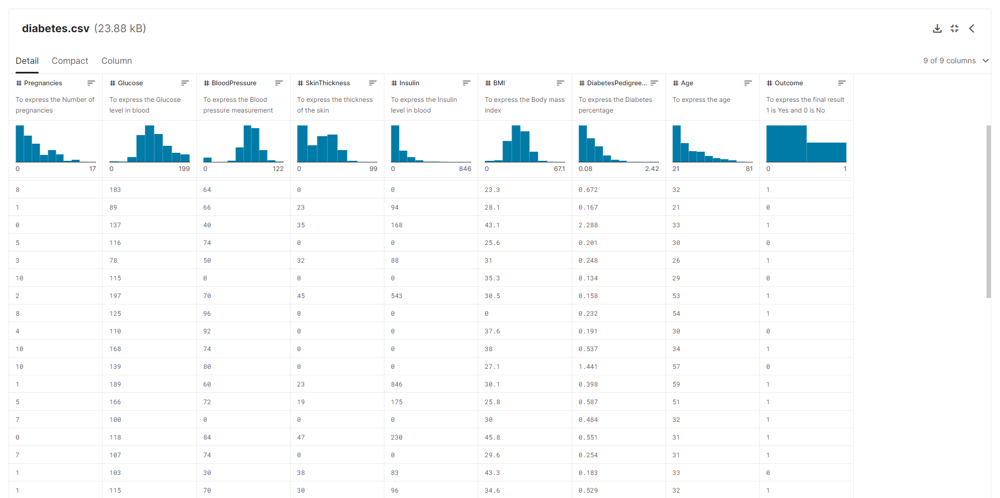 diabetes.csv (23.88 kB)
Detail Compact Column 9 of 9 columns
# Pregnancies # Glucose # BloodPressure # SkinThickness # Insulin # BMI # DiabetesPedigree... # Age # Outcome
To express the Number of To express the Glucose To express the Blood To express the thickness To express the Insulin To express the Body mass To express the Diabetes To express the age To express the final result
pregnancies level in blood pressure measurement of the skin level in blood index percentage 1 is Yes and 0 is No
0 17 0 199 0 122 0 99 0 846 0 67.1 0.08 2.42 21 81 0 1
8 183 64 0 0 23.3 0.672 32 1
1 89 66 23 94 28.1 0.167 21 0
0 137 40 35 168 43.1 2.288 33 1
5 116 74 0 0 25.6 0.201 30 0
3 78 50 32 88 31 0.248 26 1
10 115 0 0 0 35.3 0.134 29 0
2 197 70 45 543 30.5 0.158 53 1
8 125 96 0 0 0 0.232 54 1
4 110 92 0 0 37.6 0.191 30 0
10 168 74 0 0 38 0.537 34 1
10 139 80 0 0 27.1 1.441 57 0
1 189 60 23 846 30.1 0.398 59 1
5 166 72 19 175 25.8 0.587 51 1
7 100 0 0 0 30 0.484 32 1
0 118 84 47 230 45.8 0.551 31 1
7 107 74 0 0 29.6 0.254 31 1
1 103 30 38 83 43.3 0.183 33 0
1 115 70 30 96 34.6 0.529 32 1